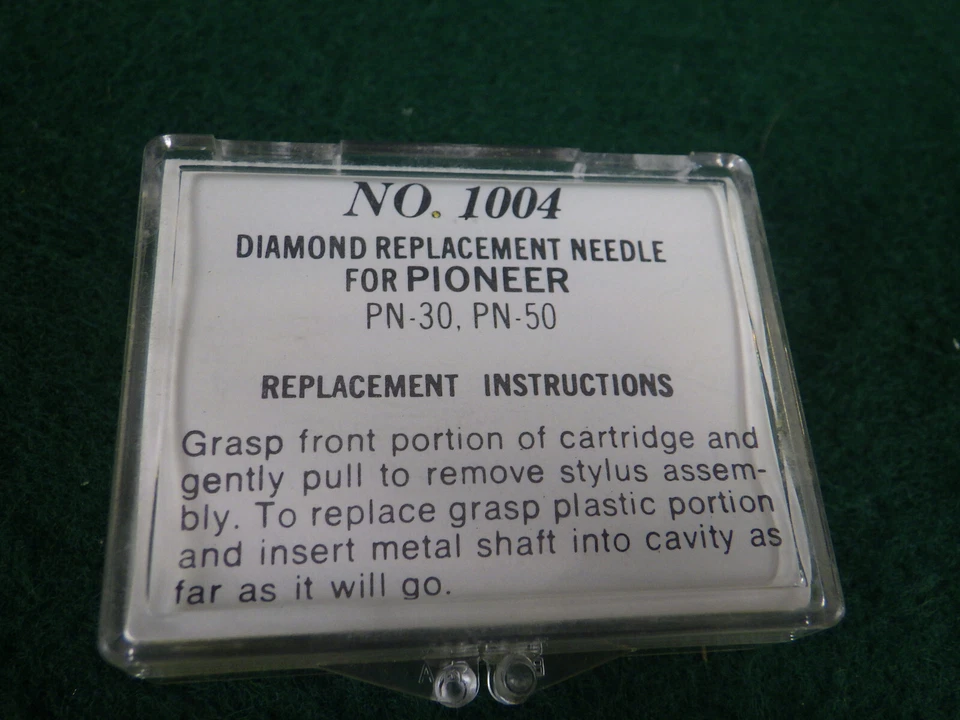 NO. 1004
DIAMOND REPLACEMENT NEEDLE
FOR PIONEER
PN-30, PN-50
REPLACEMENT INSTRUCTIONS
Grasp front portion of cartridge and
gently pull to remove stylus assem-
bly. To replace grasp plastic portion
and insert metal shaft into cavity as
far as it will go.